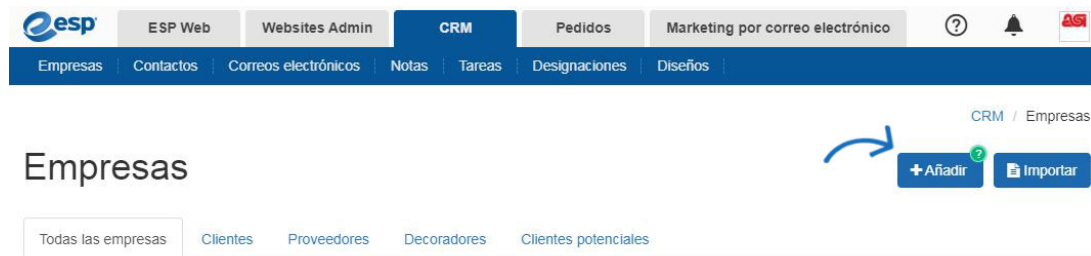 esp ESP Web Websites Admin CRM Pedidos Marketing por correo electrónico ? ASI
Empresas Contactos Correos electrónicos Notas Tareas Designaciones Diseños
CRM / Empresas
Empresas
+ Añadir ? Importar
Todas las empresas Clientes Proveedores Decoradores Clientes potenciales